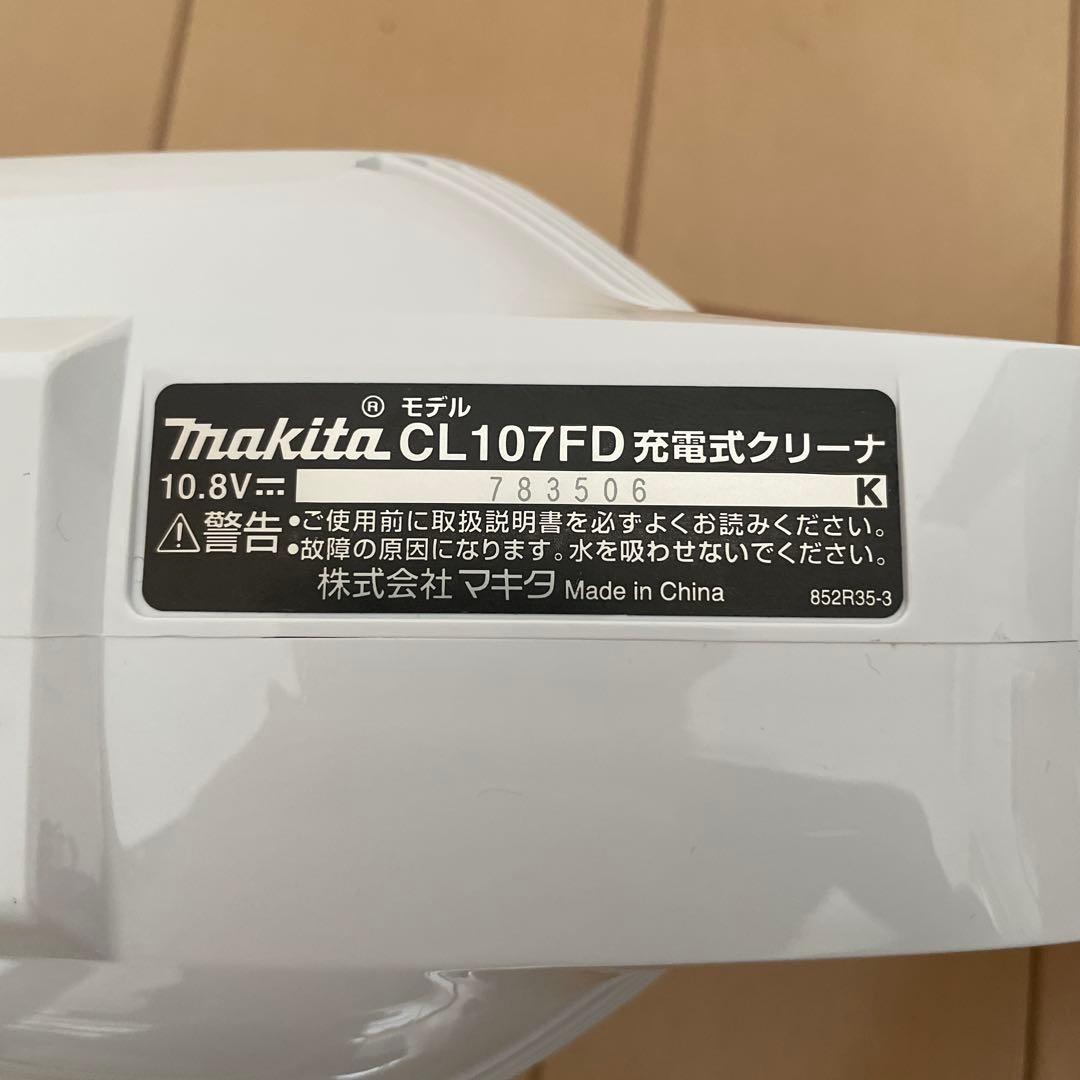 makita® モデル CL107FD 充電式クリーナ
10.8V⎓ 783506 K
⚠警告 •ご使用前に取扱説明書を必ずよくお読みください。
•故障の原因になります。水を吸わせないでください。
株式会社 マキタ Made in China 852R35-3